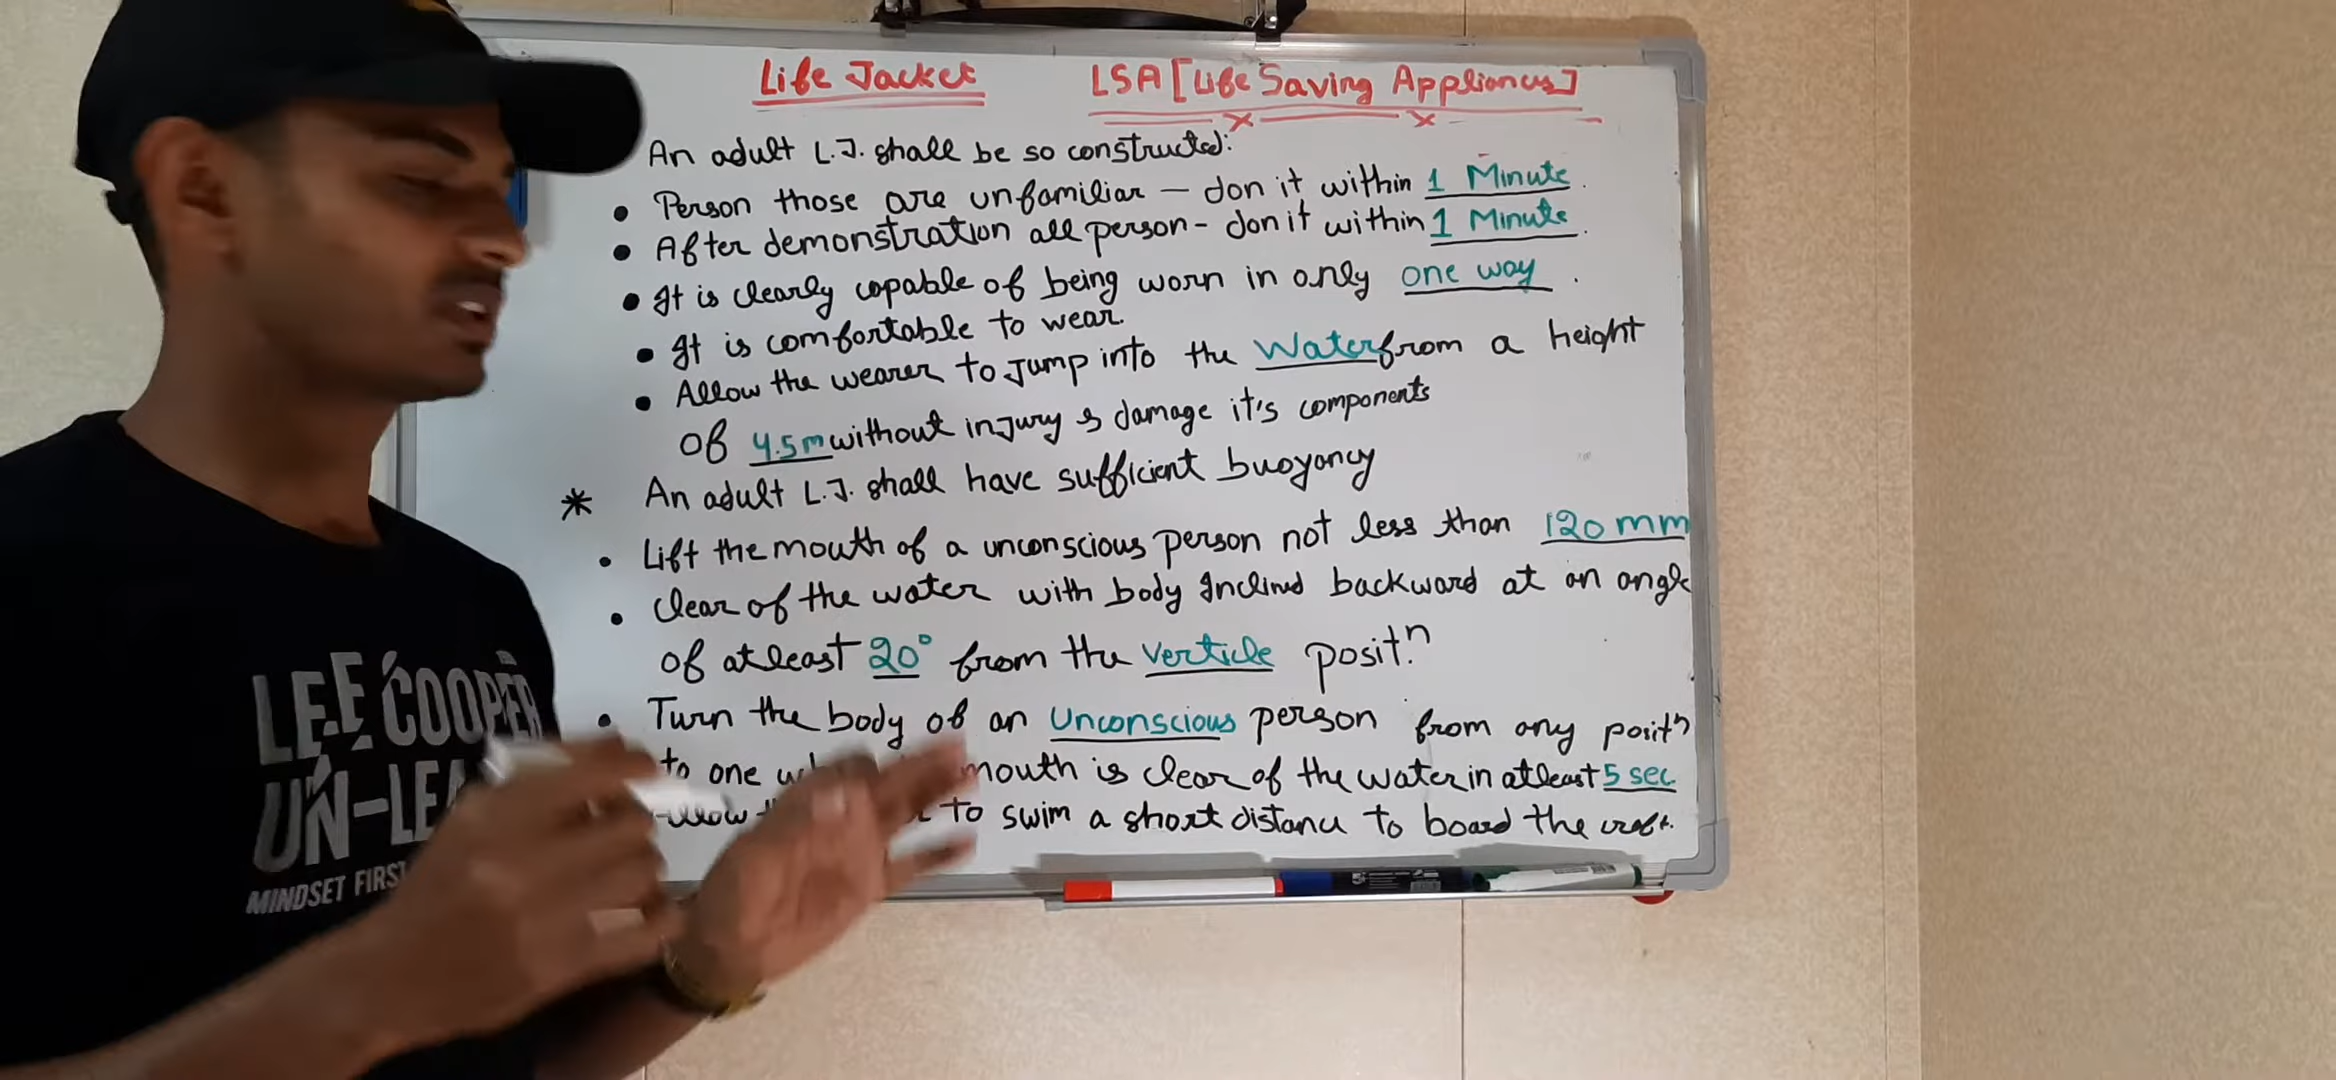 Life Jacket LSA [Life Saving Appliances]
An adult L.J. shall be so constructed:
• Person those are unfamiliar — don it within 1 Minute.
• After demonstration all person - don it within 1 Minute.
• It is clearly capable of being worn in only one way.
• It is comfortable to wear.
• Allow the wearer to jump into the Water from a height
of 4.5m without injury & damage it's components
* An adult L.J. shall have sufficient buoyancy
• Lift the mouth of a unconscious person not less than 120 mm
• Clear of the water with body Inclined backward at an angle
of atleast 20° from the verticle positn
• Turn the body of an Unconscious person from any positn
to one mouth is clear of the water in atleast 5 sec
to swim a short distance to board the craft.
LEE COOPER
UN-LEA
MINDSET FIRST